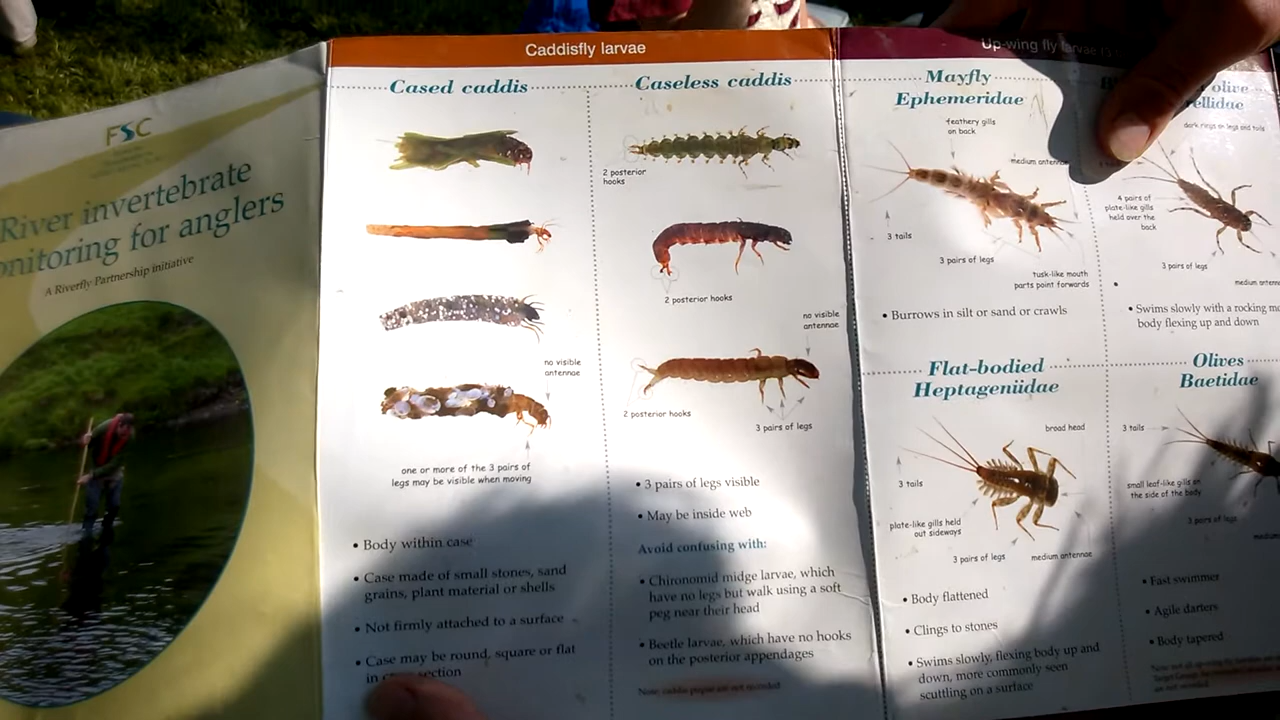 FSC
River invertebrate
monitoring for anglers
A Riverfly Partnership initiative
Caddisfly larvae
Cased caddis
no visible
antennae
one or more of the 3 pairs of
legs may be visible when moving
• Body within case
• Case made of small stones, sand
grains, plant material or shells
• Not firmly attached to a surface
• Case may be round, square or flat
in section
Caseless caddis
2 posterior
hooks
2 posterior hooks
no visible
antennae
2 posterior hooks
3 pairs of legs
• 3 pairs of legs visible
• May be inside web
Avoid confusing with:
• Chironomid midge larvae, which
have no legs but walk using a soft
peg near their head
• Beetle larvae, which have no hooks
on the posterior appendages
Note: caddis pupae are not recorded
Up-wing fly larvae
Mayfly
Ephemeridae
feathery gills
on back
medium antennae
3 tails
3 pairs of legs
tusk-like mouth
parts point forwards
• Burrows in silt or sand or crawls
olive
dark rings on legs and tails
4 pairs of
plate-like gills
held over the
back
3 pairs of legs
medium
• Swims slowly with a rocking
body flexing up and down
Flat-bodied
Heptageniidae
broad head
3 tails
plate-like gills held
out sideways
3 pairs of legs
medium antennae
• Body flattened
• Clings to stones
• Swims slowly, flexing body up and
down, more commonly seen
scuttling on a surface
Olives
Baetidae
3 tails
small leaf-like gills on
the side of the body
3 pairs of legs
• Fast swimmer
• Agile darters
• Body tapered